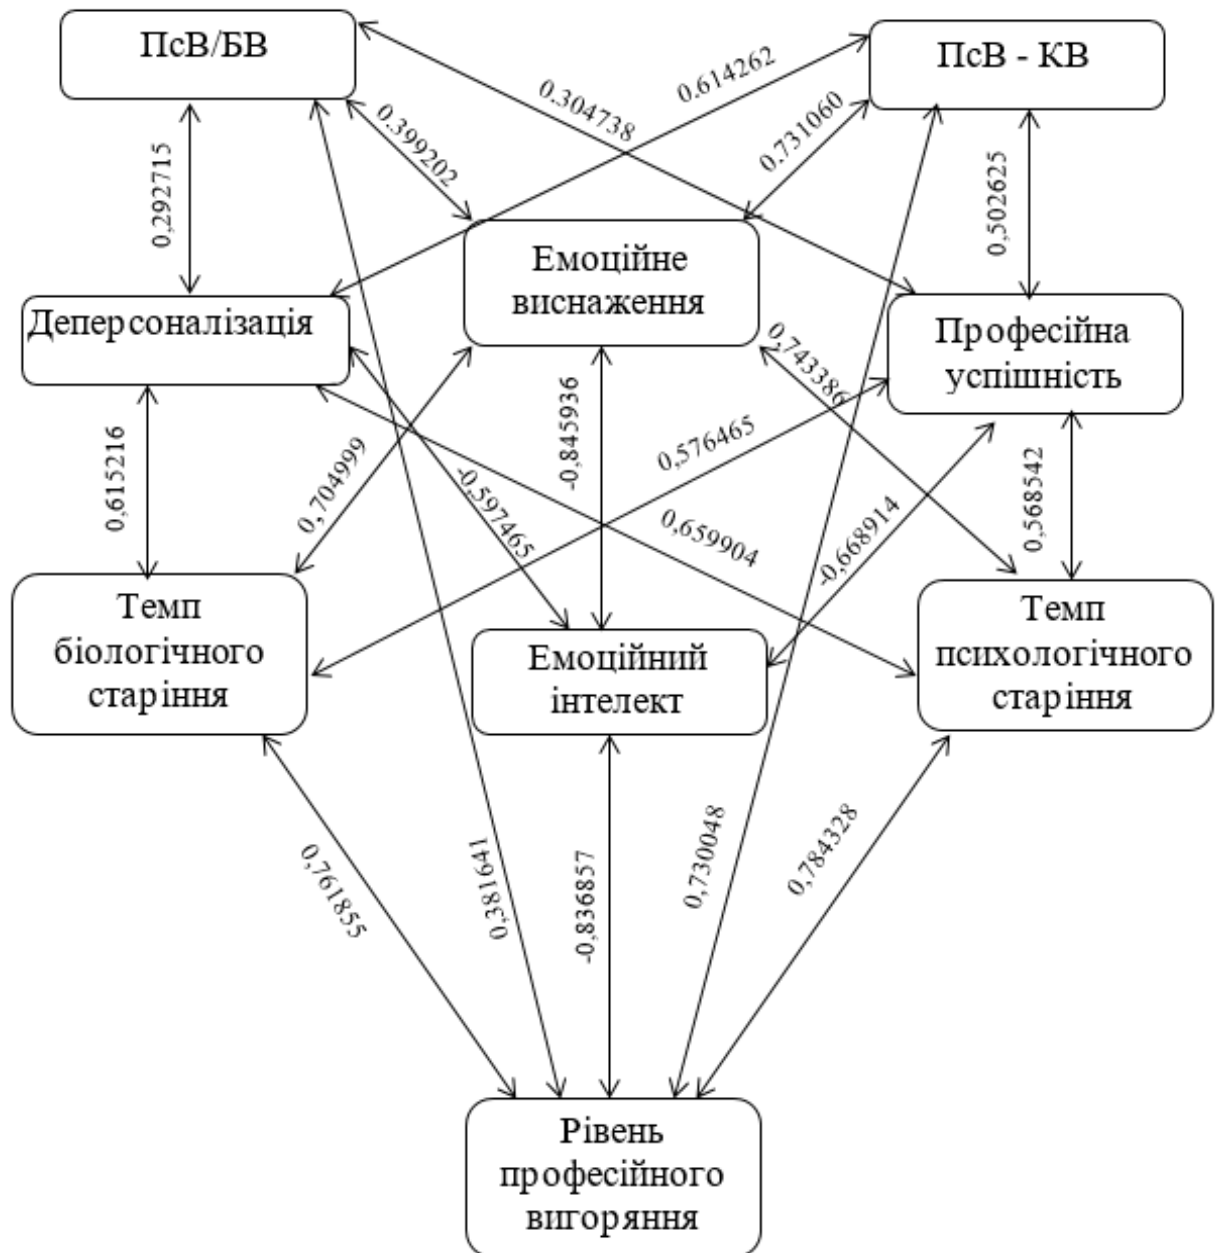 ПсВ/БВ
ПсВ - КВ
0.614262
0.304738
0.399202
0,731060
0,292715
0,502625
Емоційне
виснаження
Деперсоналізація
Професійна
успішність
0,743386
-0,845936
0,576465
0,615216
0,704999
-0,597465
0,659904
-0,668914
0,568542
Темп
біологічного
старіння
Емоційний
інтелект
Темп
психологічного
старіння
0,761855
0,381641
-0,836857
0,730048
0,784328
Рівень
професійного
вигоряння